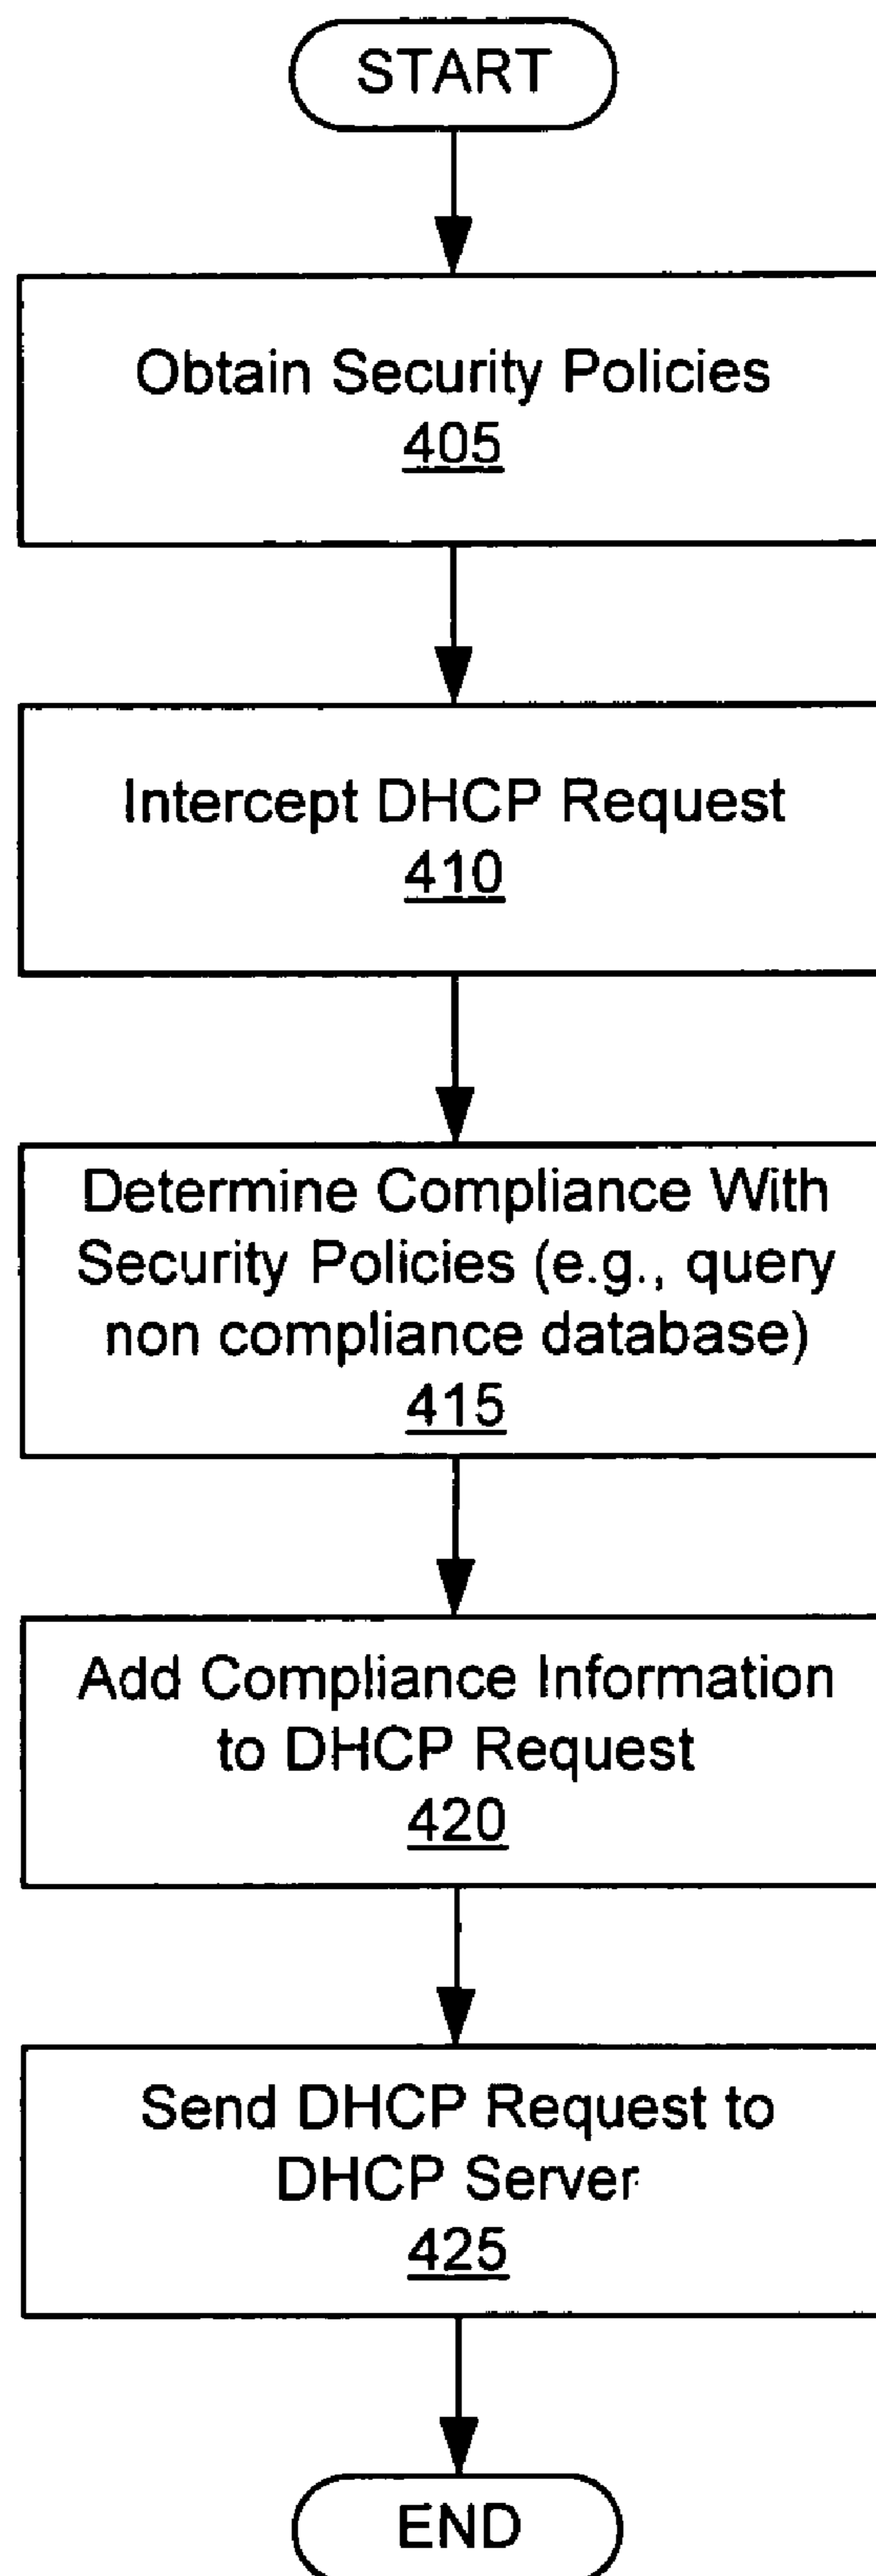 START
Obtain Security Policies
405
Intercept DHCP Request
410
Determine Compliance With
Security Policies (e.g., query
non compliance database)
415
Add Compliance Information
to DHCP Request
420
Send DHCP Request to
DHCP Server
425
END